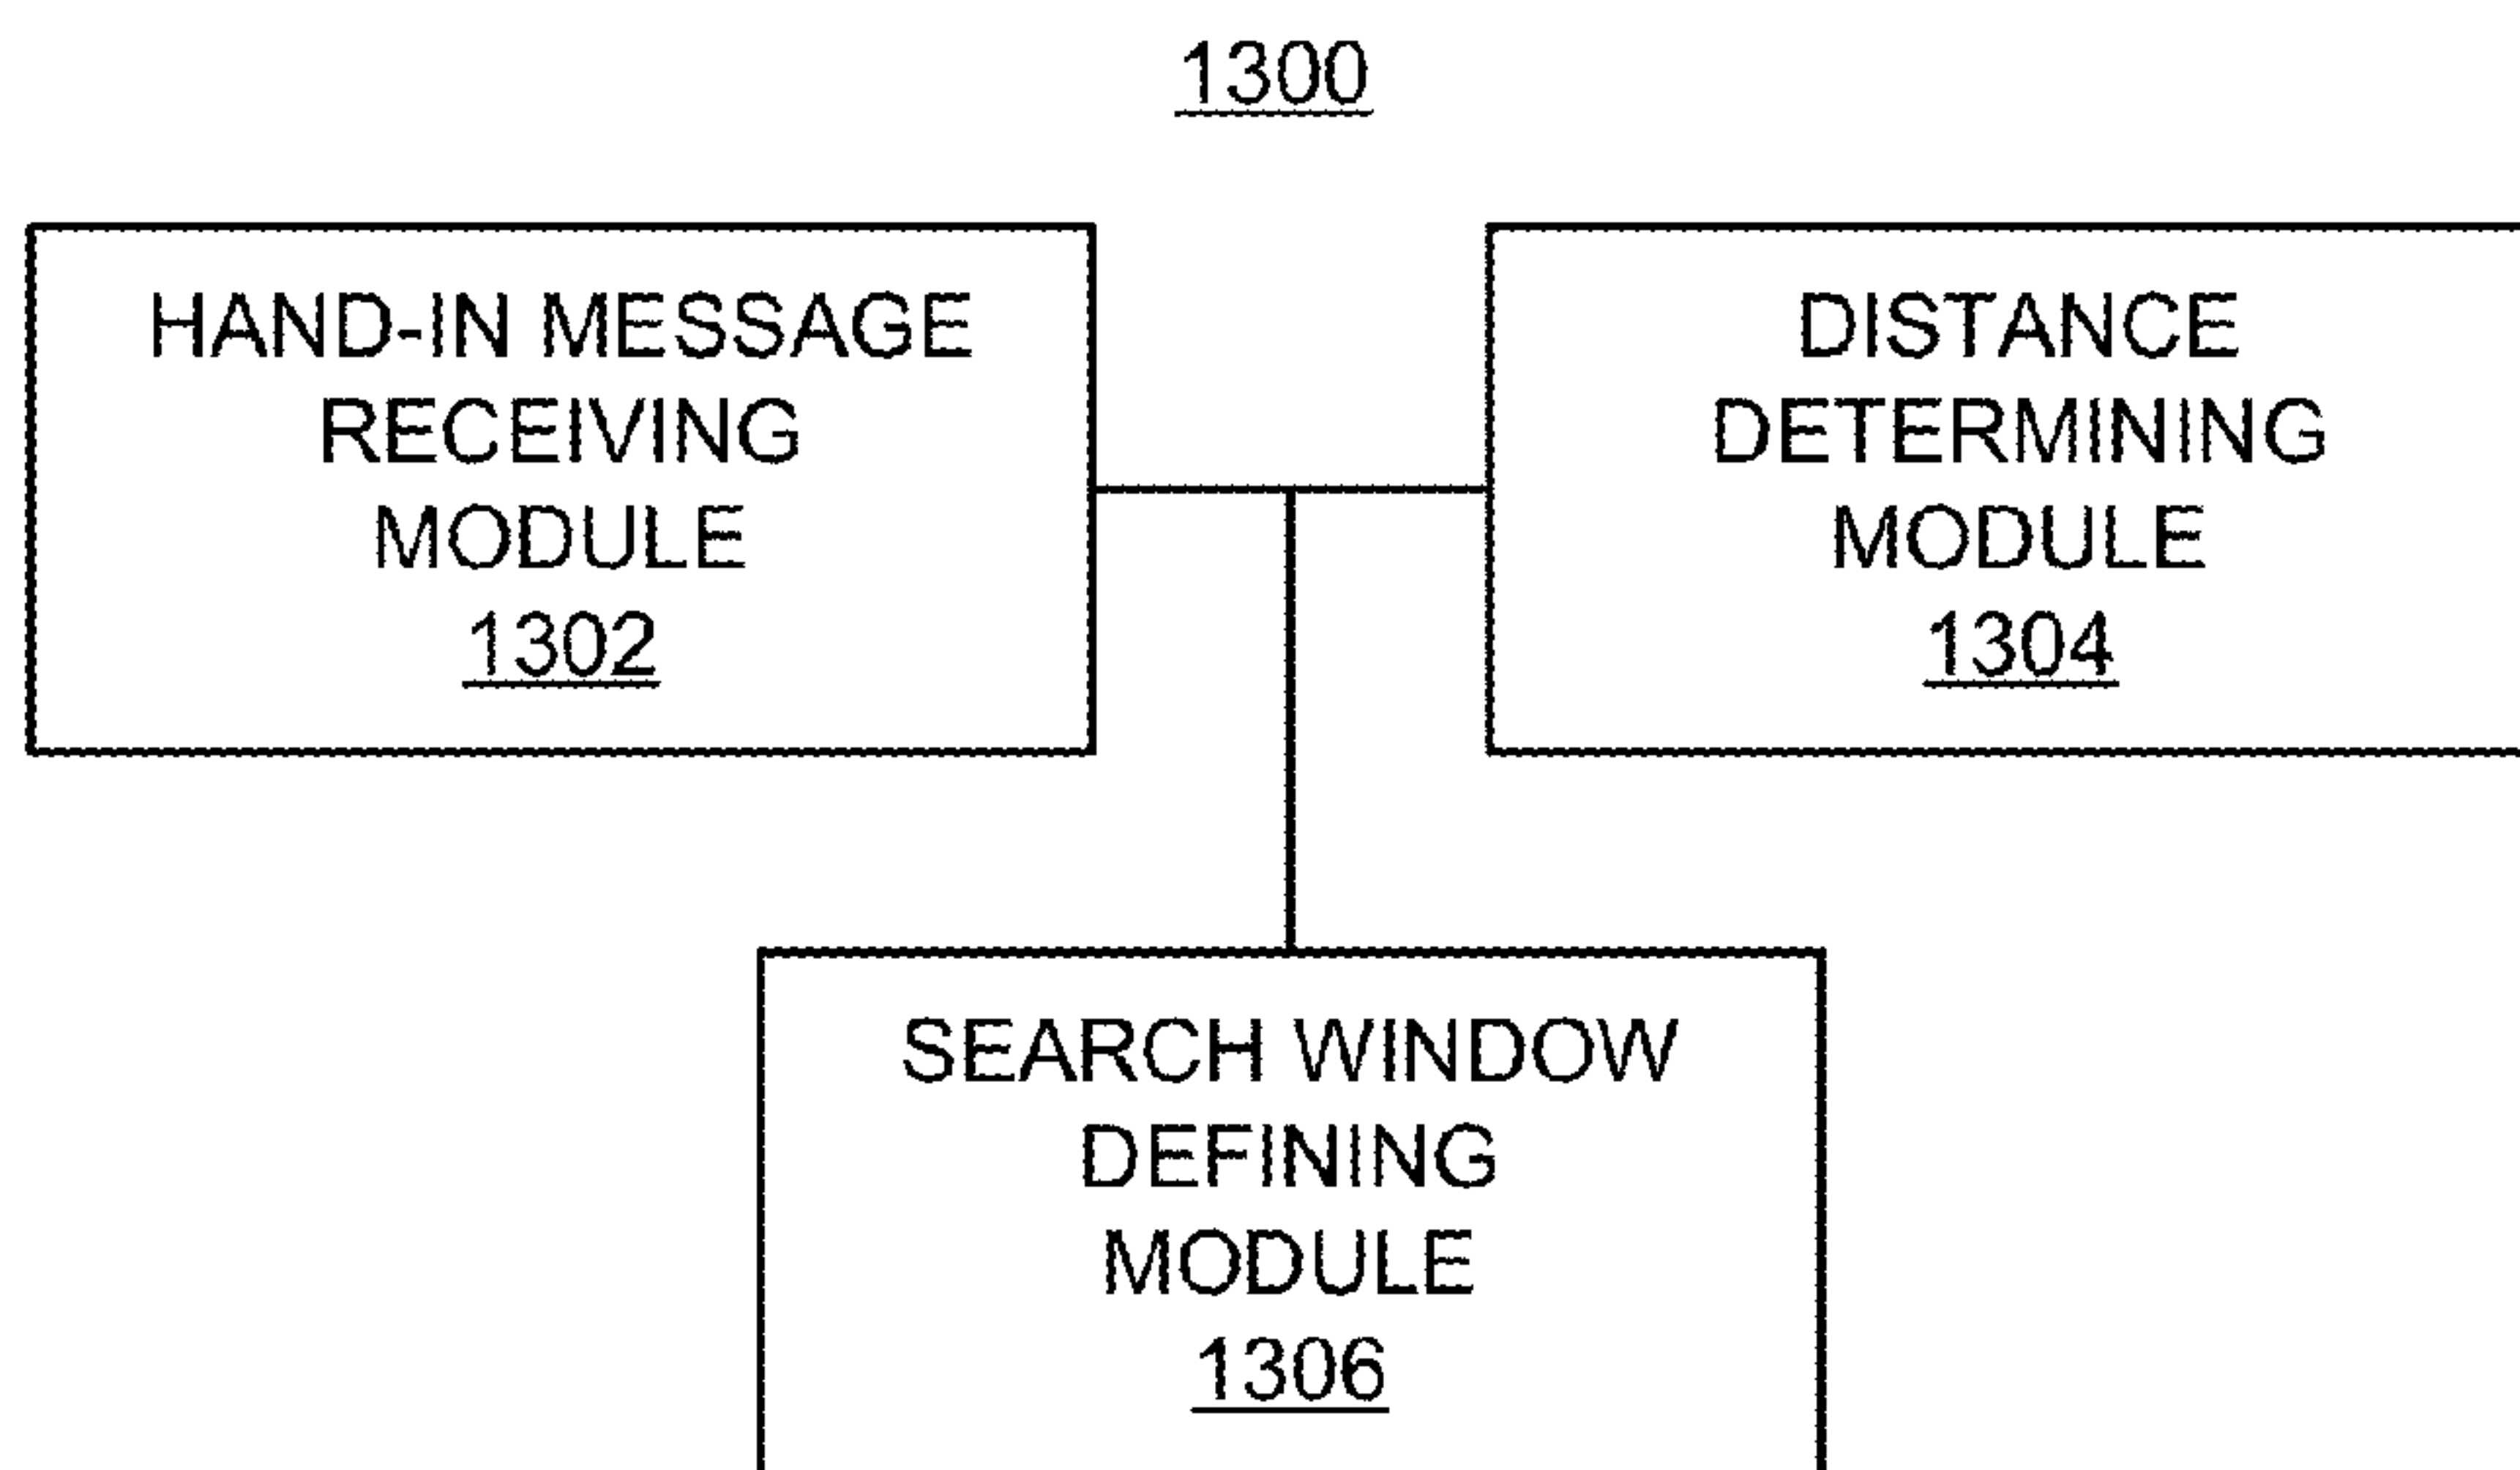 1300
HAND-IN MESSAGE
RECEIVING
MODULE
1302
DISTANCE
DETERMINING
MODULE
1304
SEARCH WINDOW
DEFINING
MODULE
1306